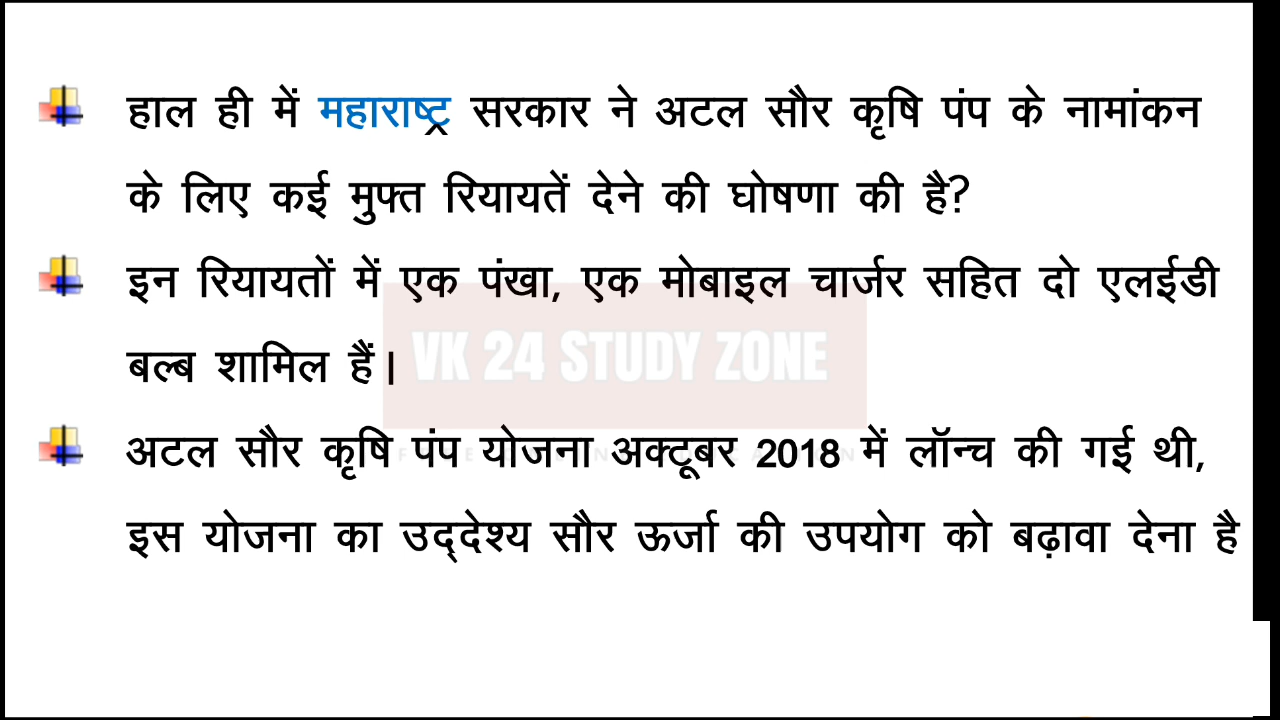 हाल ही में महाराष्ट्र सरकार ने अटल सौर कृषि पंप के नामांकन
के लिए कई मुफ्त रियायतें देने की घोषणा की है?
इन रियायतों में एक पंखा, एक मोबाइल चार्जर सहित दो एलईडी
बल्ब शामिल हैं।
VK 24 STUDY ZONE
अटल सौर कृषि पंप योजना अक्टूबर 2018 में लॉन्च की गई थी,
इस योजना का उद्देश्य सौर ऊर्जा की उपयोग को बढ़ावा देना है